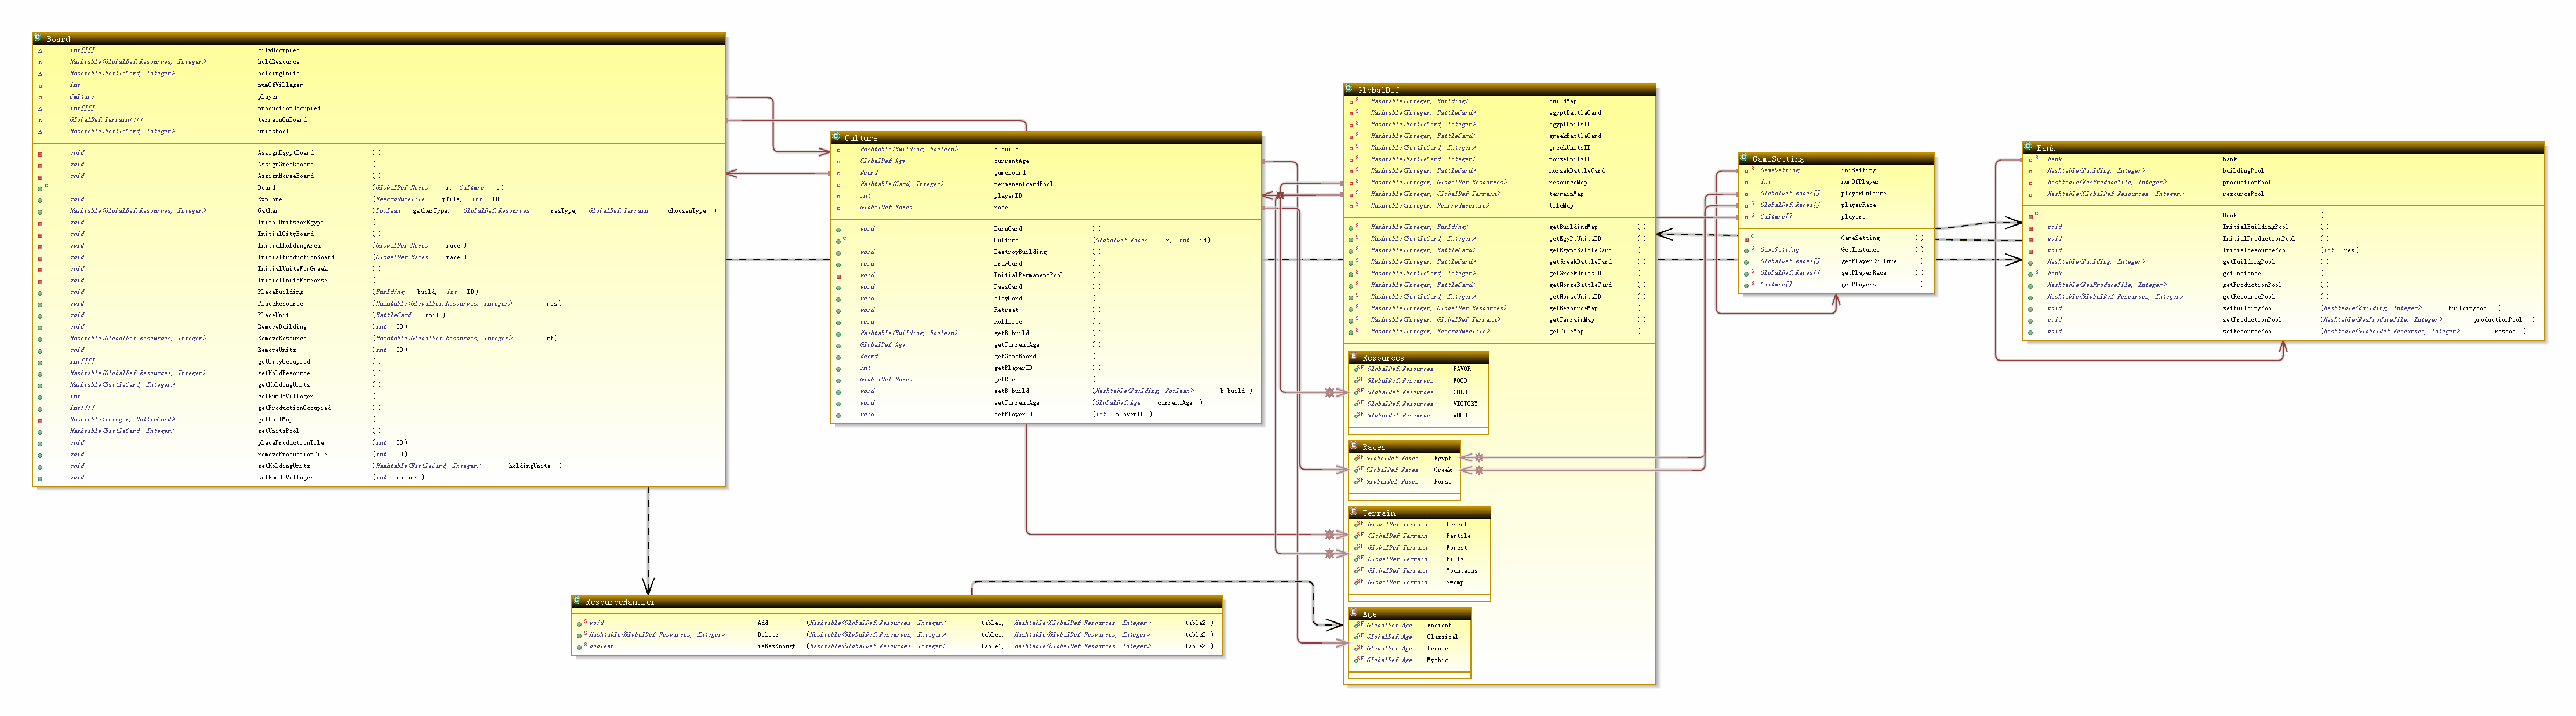 Board
int[][] cityOccupied
Hashtable<GlobalDef.Resources, Integer> holdResource
Hashtable<BattleCard, Integer> holdingUnits
int numOfVillager
Culture player
int[][] productionOccupied
GlobalDef.Terrain[][] terrainOnBoard
Hashtable<BattleCard, Integer> unitsPool
void AssignEgyptBoard ( )
void AssignGreekBoard ( )
void AssignNorseBoard ( )
Board (GlobalDef.Races r, Culture c)
void Explore (ResProduceTile pTile, int ID)
Hashtable<GlobalDef.Resources, Integer> Gather (boolean gatherType, GlobalDef.Resources resType, GlobalDef.Terrain choozenType )
void InitalUnitsForEgypt ( )
void InitialCityBoard ( )
void InitialHoldingArea (GlobalDef.Races race )
void InitialProductionBoard (GlobalDef.Races race )
void InitialUnitsForGreek ( )
void InitialUnitsForNorse ( )
void PlaceBuilding (Building build, int ID)
void PlaceResource (Hashtable<GlobalDef.Resources, Integer> res )
void PlaceUnit (BattleCard unit )
void RemoveBuilding (int ID)
Hashtable<GlobalDef.Resources, Integer> RemoveResource (Hashtable<GlobalDef.Resources, Integer> rt )
void RemoveUnits (int ID)
int[][] getCityOccupied ( )
Hashtable<GlobalDef.Resources, Integer> getHoldResource ( )
Hashtable<BattleCard, Integer> getHoldingUnits ( )
int getNumOfVillager ( )
int[][] getProductionOccupied ( )
Hashtable<Integer, BattleCard> getUnitMap ( )
Hashtable<BattleCard, Integer> getUnitsPool ( )
void placeProductionTile (int ID)
void removeProductionTile (int ID)
void setHoldingUnits (Hashtable<BattleCard, Integer> holdingUnits )
void setNumOfVillager (int number )
Culture
Hashtable<Building, Boolean> b_build
GlobalDef.Age currentAge
Board gameBoard
Hashtable<Card, Integer> permanentcardPool
int playerID
GlobalDef.Races race
void BurnCard ( )
Culture (GlobalDef.Races r, int id)
void DestroyBuilding ( )
void DrawCard ( )
void InitialPermanentPool ( )
void PassCard ( )
void PlayCard ( )
void Retreat ( )
void RollDice ( )
Hashtable<Building, Boolean> getB_build ( )
GlobalDef.Age getCurrentAge ( )
Board getGameBoard ( )
int getPlayerID ( )
GlobalDef.Races getRace ( )
void setB_build (Hashtable<Building, Boolean> b_build )
void setCurrentAge (GlobalDef.Age currentAge )
void setPlayerID (int playerID )
ResourceHandler
S void Add (Hashtable<GlobalDef.Resources, Integer> table1, Hashtable<GlobalDef.Resources, Integer> table2 )
S Hashtable<GlobalDef.Resources, Integer> Delete (Hashtable<GlobalDef.Resources, Integer> table1, Hashtable<GlobalDef.Resources, Integer> table2 )
S boolean isResEnough (Hashtable<GlobalDef.Resources, Integer> table1, Hashtable<GlobalDef.Resources, Integer> table2 )
GlobalDef
S Hashtable<Integer, Building> buildMap
S Hashtable<Integer, BattleCard> egyptBattleCard
S Hashtable<BattleCard, Integer> egyptUnitsID
S Hashtable<Integer, BattleCard> greekBattleCard
S Hashtable<BattleCard, Integer> greekUnitsID
S Hashtable<BattleCard, Integer> norseUnitsID
S Hashtable<Integer, BattleCard> norsekBattleCard
S Hashtable<Integer, GlobalDef.Resources> resourceMap
S Hashtable<Integer, GlobalDef.Terrain> terrainMap
S Hashtable<Integer, ResProduceTile> tileMap
S Hashtable<Integer, Building> getBuildingMap ( )
S Hashtable<BattleCard, Integer> getEgyPtUnitsID ( )
S Hashtable<Integer, BattleCard> getEgyptBattleCard ( )
S Hashtable<Integer, BattleCard> getGreekBattleCard ( )
S Hashtable<BattleCard, Integer> getGreekUnitsID ( )
S Hashtable<Integer, BattleCard> getNorseBattleCard ( )
S Hashtable<BattleCard, Integer> getNorseUnitsID ( )
S Hashtable<Integer, GlobalDef.Resources> getResourceMap ( )
S Hashtable<Integer, GlobalDef.Terrain> getTerrainMap ( )
S Hashtable<Integer, ResProduceTile> getTileMap ( )
Resources
SF GlobalDef.Resources FAVOR
SF GlobalDef.Resources FOOD
SF GlobalDef.Resources GOLD
SF GlobalDef.Resources VICTORY
SF GlobalDef.Resources WOOD
Races
SF GlobalDef.Races Egypt
SF GlobalDef.Races Greek
SF GlobalDef.Races Norse
Terrain
SF GlobalDef.Terrain Desert
SF GlobalDef.Terrain Fertile
SF GlobalDef.Terrain Forest
SF GlobalDef.Terrain Hills
SF GlobalDef.Terrain Mountains
SF GlobalDef.Terrain Swamp
Age
SF GlobalDef.Age Ancient
SF GlobalDef.Age Classical
SF GlobalDef.Age Heroic
SF GlobalDef.Age Mythic
GameSetting
S GameSetting iniSetting
int numOfPlayer
S GlobalDef.Races[] playerCulture
S GlobalDef.Races[] playerRace
S Culture[] players
GameSetting ( )
S GameSetting GetInstance ( )
GlobalDef.Races[] getPlayerCulture ( )
S GlobalDef.Races[] getPlayerRace ( )
S Culture[] getPlayers ( )
Bank
S Bank bank
Hashtable<Building, Integer> buildingPool
Hashtable<ResProduceTile, Integer> productionPool
Hashtable<GlobalDef.Resources, Integer> resourcePool
Bank ( )
void InitialBuildingPool ( )
void InitialProductionPool ( )
void InitialResourcePool (int res )
Hashtable<Building, Integer> getBuildingPool ( )
S Bank getInstance ( )
Hashtable<ResProduceTile, Integer> getProductionPool ( )
Hashtable<GlobalDef.Resources, Integer> getResourcePool ( )
void setBuildingPool (Hashtable<Building, Integer> buildingPool )
void setProductionPool (Hashtable<ResProduceTile, Integer> productionPool )
void setResourcePool (Hashtable<GlobalDef.Resources, Integer> resPool )